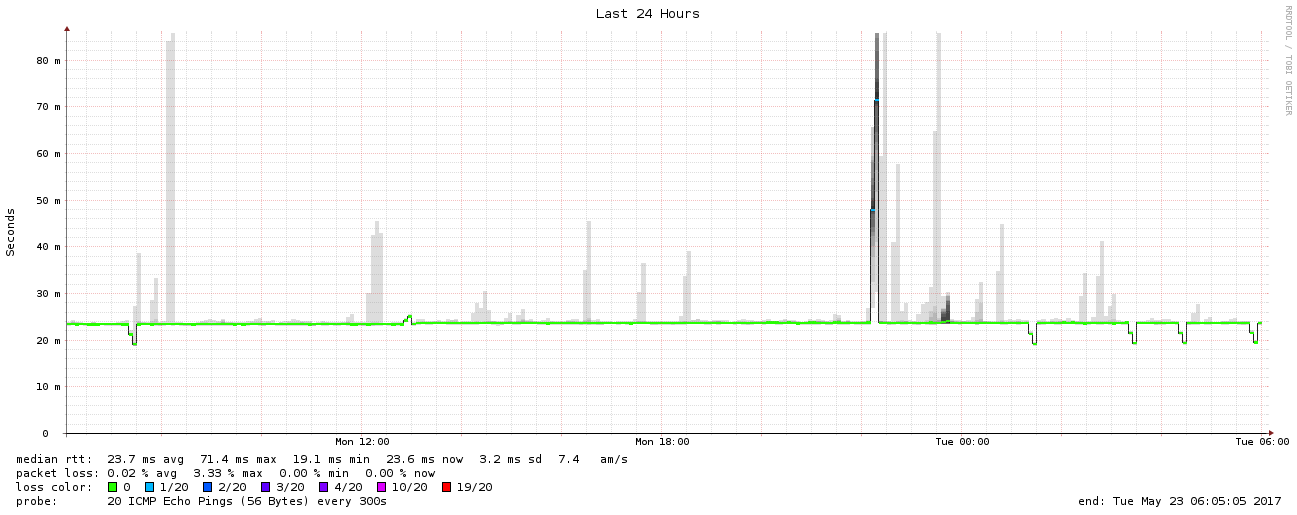 Last 24 Hours
RRDTOOL / TOBI OETIKER
Seconds
80 m
70 m
60 m
50 m
40 m
30 m
20 m
10 m
0
Mon 12:00 Mon 18:00 Tue 00:00 Tue 06:00
median rtt: 23.7 ms avg 71.4 ms max 19.1 ms min 23.6 ms now 3.2 ms sd 7.4 am/s
packet loss: 0.02 % avg 3.33 % max 0.00 % min 0.00 % now
loss color: 0 1/20 2/20 3/20 4/20 10/20 19/20
probe: 20 ICMP Echo Pings (56 Bytes) every 300s end: Tue May 23 06:05:05 2017